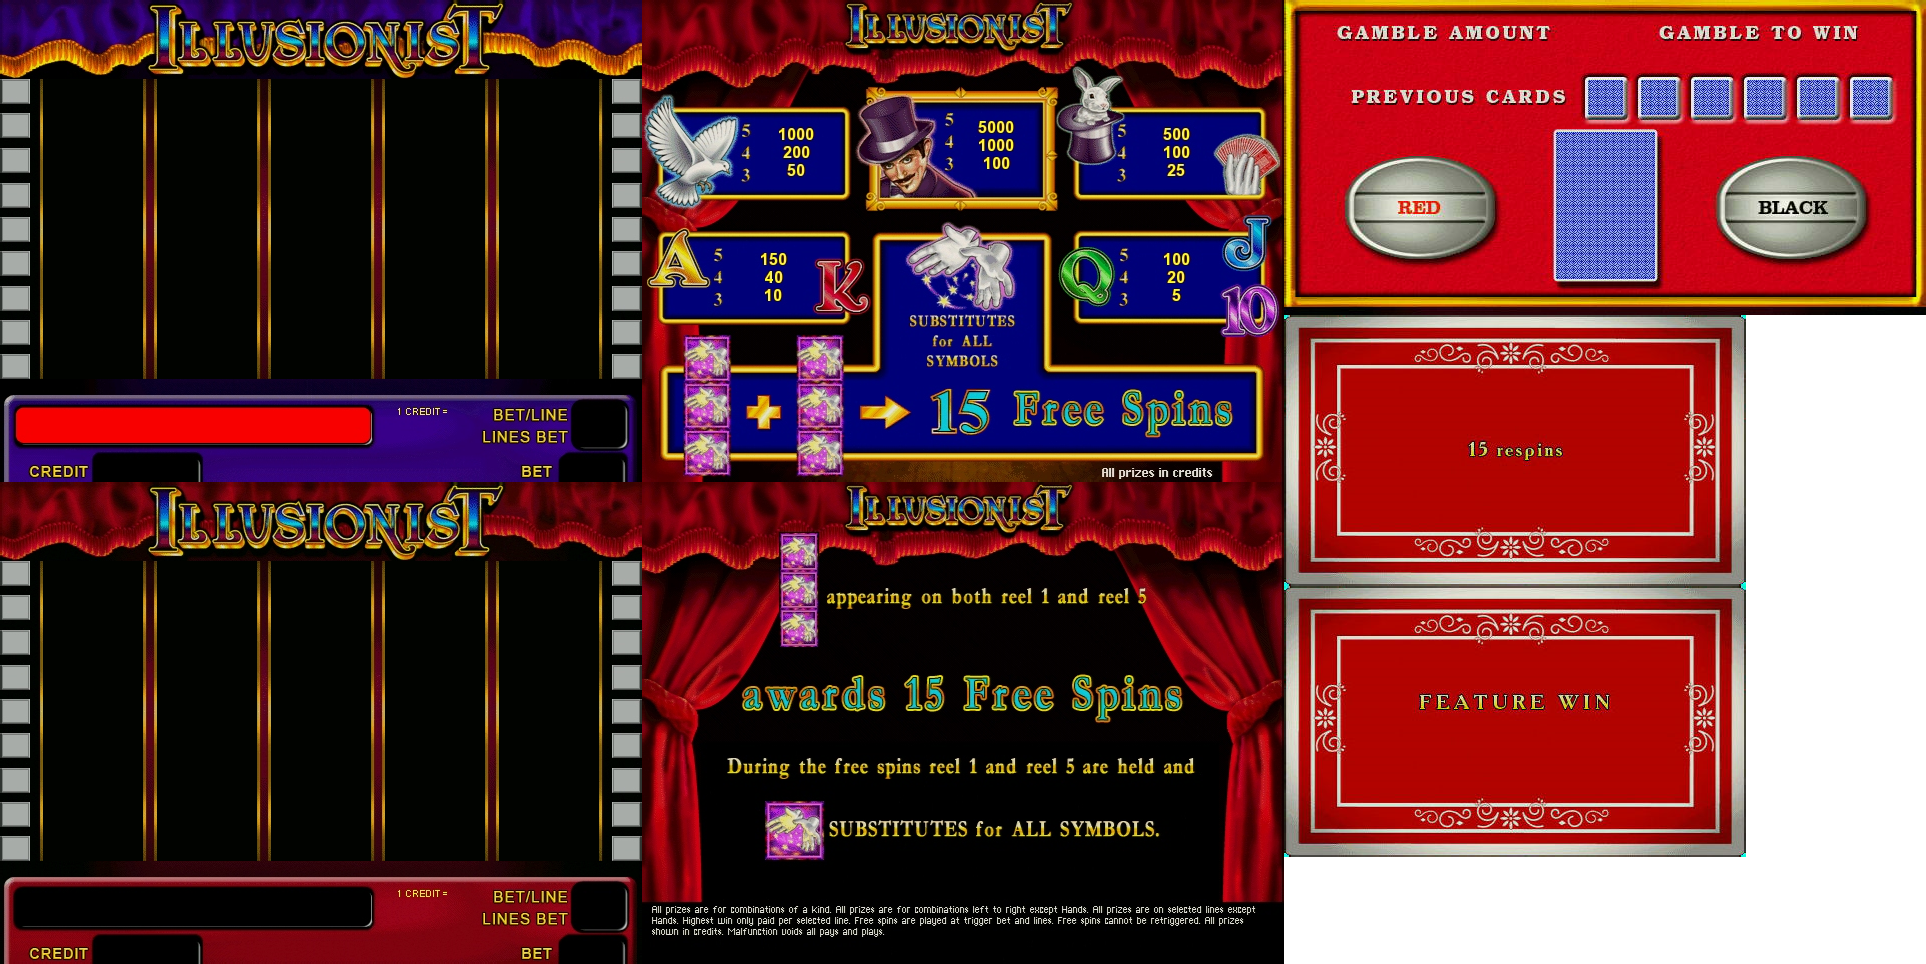 ILLUSIONIST
1 CREDIT =
BET/LINE
LINES BET
CREDIT
BET
ILLUSIONIST
5 1000
4 200
3 50
5 5000
4 1000
3 100
5 500
4 100
3 25
A
5 150
4 40
3 10
K
SUBSTITUTES
for ALL
SYMBOLS
Q
5 100
4 20
3 5
J
10
15 Free Spins
All prizes in credits
GAMBLE AMOUNT
GAMBLE TO WIN
PREVIOUS CARDS
RED
BLACK
15 respins
FEATURE WIN
ILLUSIONIST
1 CREDIT =
BET/LINE
LINES BET
CREDIT
BET
ILLUSIONIST
appearing on both reel 1 and reel 5
awards 15 Free Spins
During the free spins reel 1 and reel 5 are held and
SUBSTITUTES for ALL SYMBOLS.
All prizes are for combinations of a kind. All prizes are for combinations left to right except Hands. All prizes are on selected lines except
Hands. Highest win only paid per selected line. Free spins are played at trigger bet and lines. Free spins cannot be retriggered. All prizes
shown in credits. Malfunction voids all pays and plays.